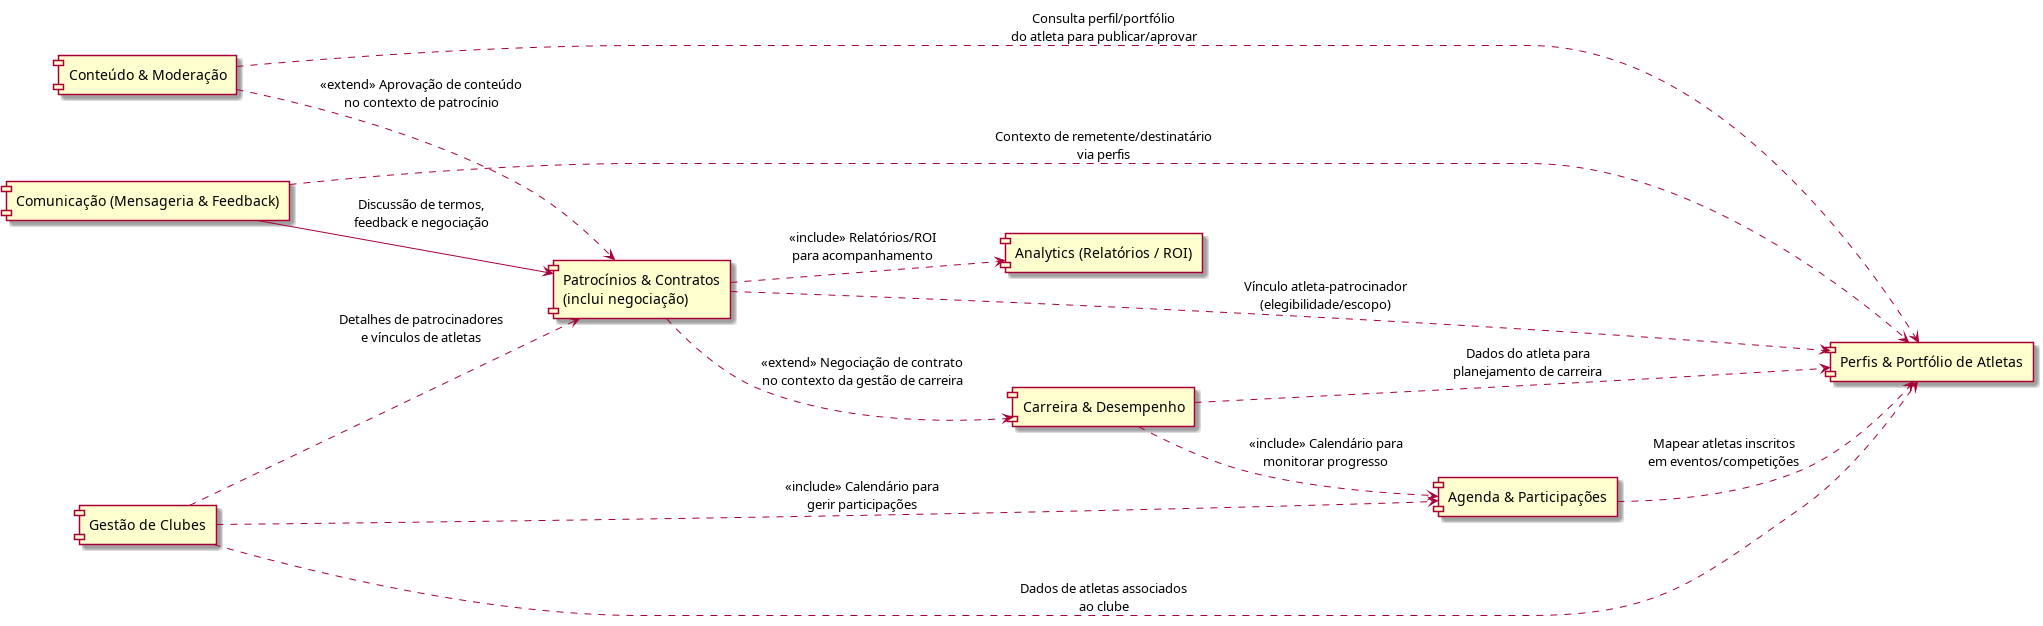 Consulta perfil/portfólio
do atleta para publicar/aprovar
Conteúdo & Moderação
«extend» Aprovação de conteúdo
no contexto de patrocínio
Contexto de remetente/destinatário
via perfis
Comunicação (Mensageria & Feedback)
Discussão de termos,
feedback e negociação
«include» Relatórios/ROI
para acompanhamento
Analytics (Relatórios / ROI)
Patrocínios & Contratos
(inclui negociação)
Vínculo atleta-patrocinador
(elegibilidade/escopo)
Detalhes de patrocinadores
e vínculos de atletas
«extend» Negociação de contrato
no contexto da gestão de carreira
Dados do atleta para
planejamento de carreira
Perfis & Portfólio de Atletas
Carreira & Desempenho
«include» Calendário para
monitorar progresso
Mapear atletas inscritos
em eventos/competições
«include» Calendário para
gerir participações
Agenda & Participações
Gestão de Clubes
Dados de atletas associados
ao clube